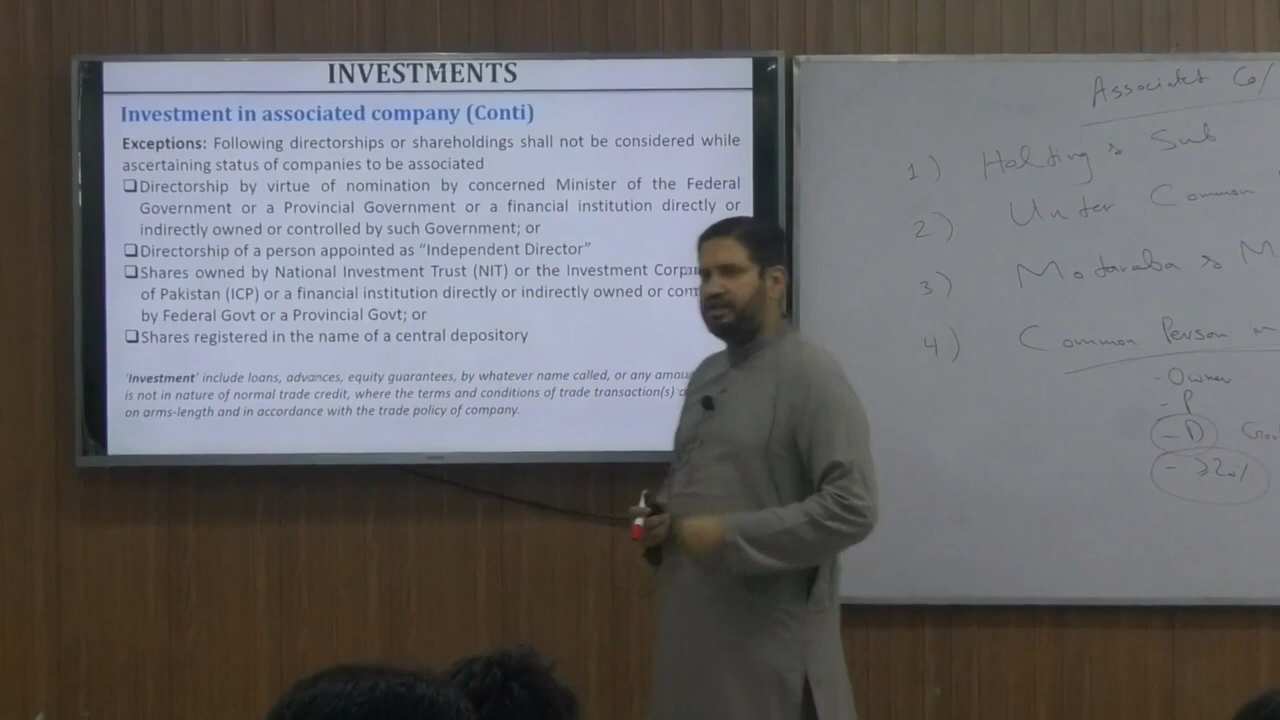 INVESTMENTS
Investment in associated company (Conti)
Exceptions: Following directorships or shareholdings shall not be considered while
ascertaining status of companies to be associated
❑Directorship by virtue of nomination by concerned Minister of the Federal
Government or a Provincial Government or a financial institution directly or
indirectly owned or controlled by such Government; or
❑Directorship of a person appointed as “Independent Director”
❑Shares owned by National Investment Trust (NIT) or the Investment
of Pakistan (ICP) or a financial institution directly or indirectly owned or
by Federal Govt or a Provincial Govt; or
❑Shares registered in the name of a central depository
‘Investment’ include loans, advances, equity guarantees, by whatever name called, or any
is not in nature of normal trade credit, where the terms and conditions of trade transaction(s)
on arms-length and in accordance with the trade policy of company.
Co/
1) Holding & Sub
2) Under Common
3) &
4) Common Person in
- Owner
- P
- D
- >20%